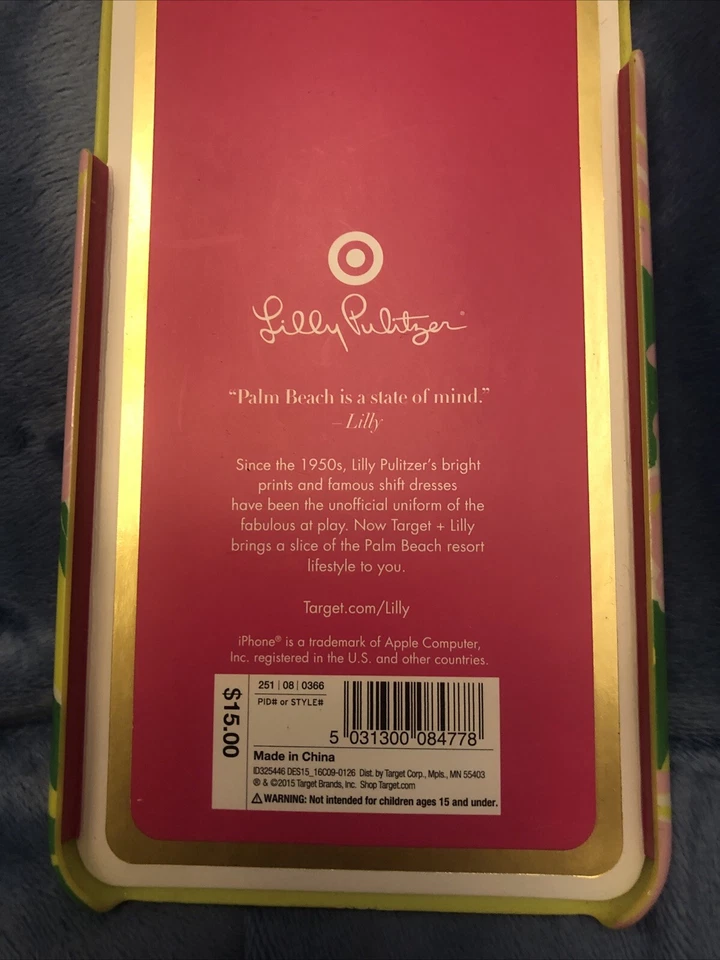 Lilly Pulitzer®
“Palm Beach is a state of mind.”
– Lilly
Since the 1950s, Lilly Pulitzer’s bright
prints and famous shift dresses
have been the unofficial uniform of the
fabulous at play. Now Target + Lilly
brings a slice of the Palm Beach resort
lifestyle to you.
Target.com/Lilly
iPhone® is a trademark of Apple Computer,
Inc. registered in the U.S. and other countries.
$15.00
251 | 08 | 0366
PID# or STYLE#
5 031300 084778
Made in China
ID325446 DES15_16C09-0126 Dist. by Target Corp., Mpls., MN 55403
® & ©2015 Target Brands, Inc. Shop Target.com
⚠ WARNING: Not intended for children ages 15 and under.